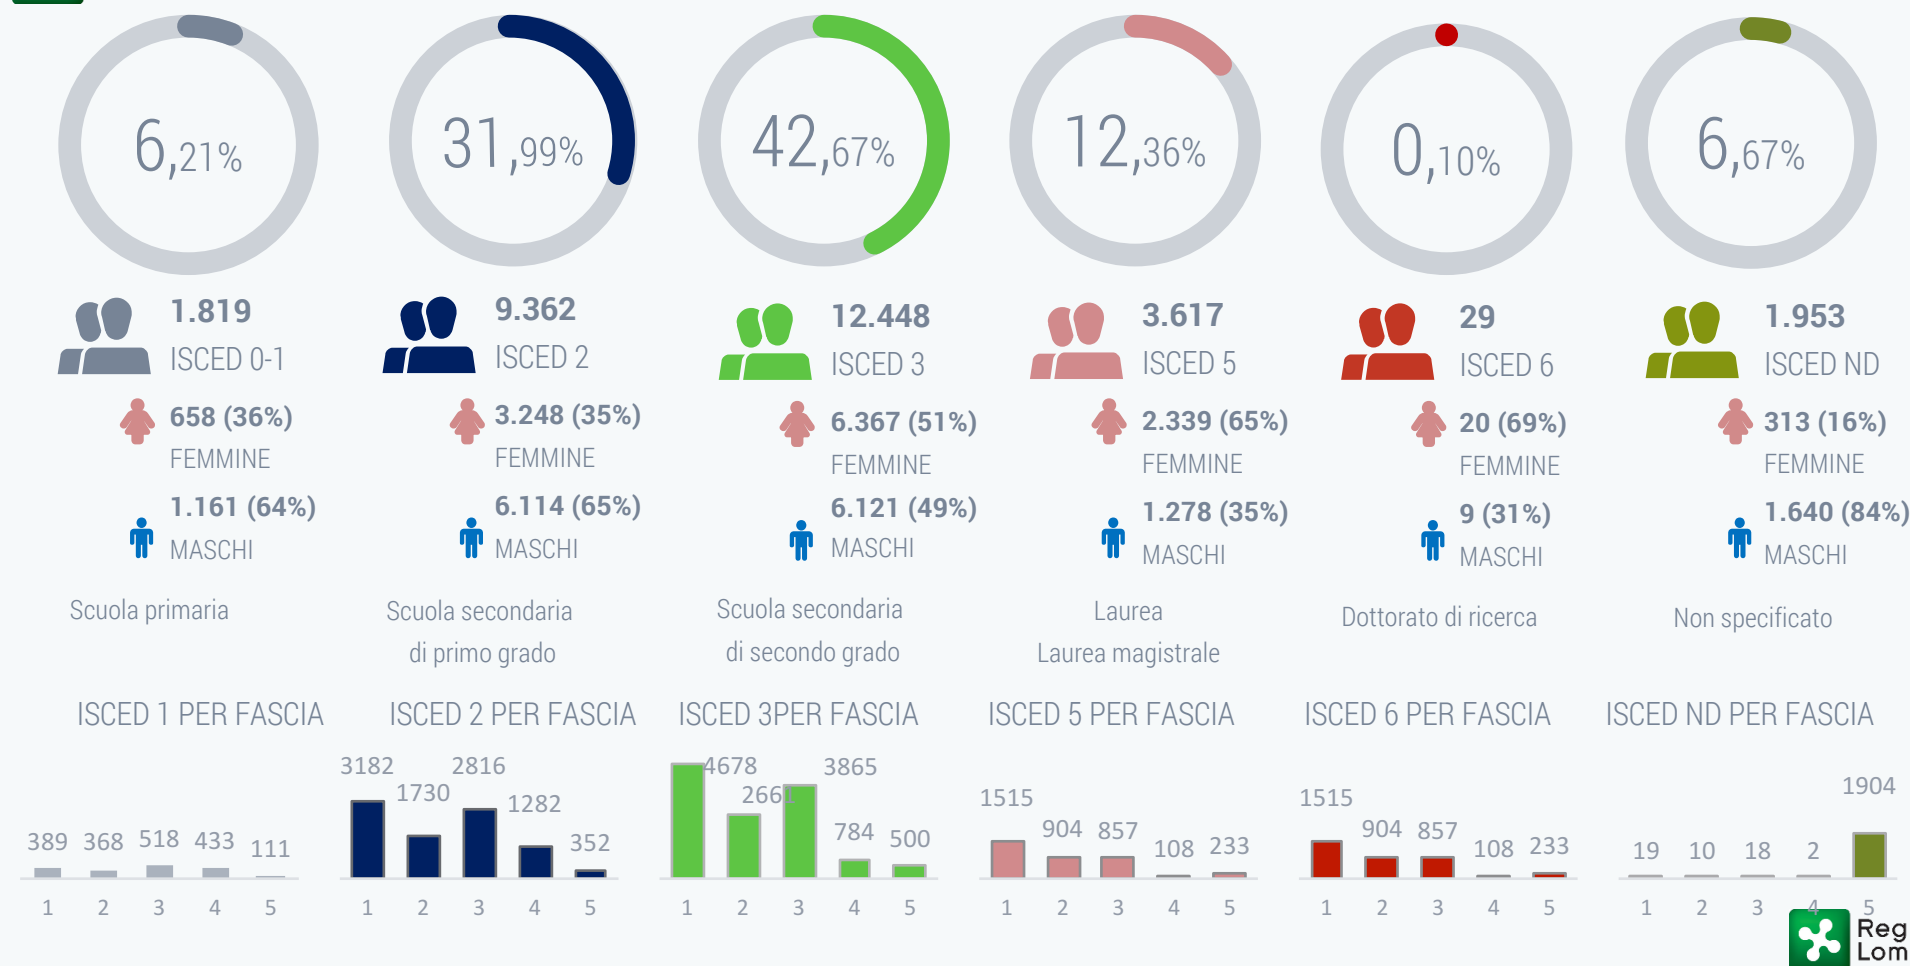 6,21%
31,99%
42,67%
12,36%
0,10%
6,67%
1.819
ISCED 0-1
658 (36%)
FEMMINE
1.161 (64%)
MASCHI
Scuola primaria
9.362
ISCED 2
3.248 (35%)
FEMMINE
6.114 (65%)
MASCHI
Scuola secondaria
di primo grado
12.448
ISCED 3
6.367 (51%)
FEMMINE
6.121 (49%)
MASCHI
Scuola secondaria
di secondo grado
3.617
ISCED 5
2.339 (65%)
FEMMINE
1.278 (35%)
MASCHI
Laurea
Laurea magistrale
29
ISCED 6
20 (69%)
FEMMINE
9 (31%)
MASCHI
Dottorato di ricerca
1.953
ISCED ND
313 (16%)
FEMMINE
1.640 (84%)
MASCHI
Non specificato
ISCED 1 PER FASCIA
389 368 518 433 111
1 2 3 4 5
ISCED 2 PER FASCIA
3182 1730 2816 1282 352
1 2 3 4 5
ISCED 3PER FASCIA
4678 2661 3865 784 500
1 2 3 4 5
ISCED 5 PER FASCIA
1515 904 857 108 233
1 2 3 4 5
ISCED 6 PER FASCIA
1515 904 857 108 233
1 2 3 4 5
ISCED ND PER FASCIA
19 10 18 2 1904
1 2 3 4 5
Reg
Lom